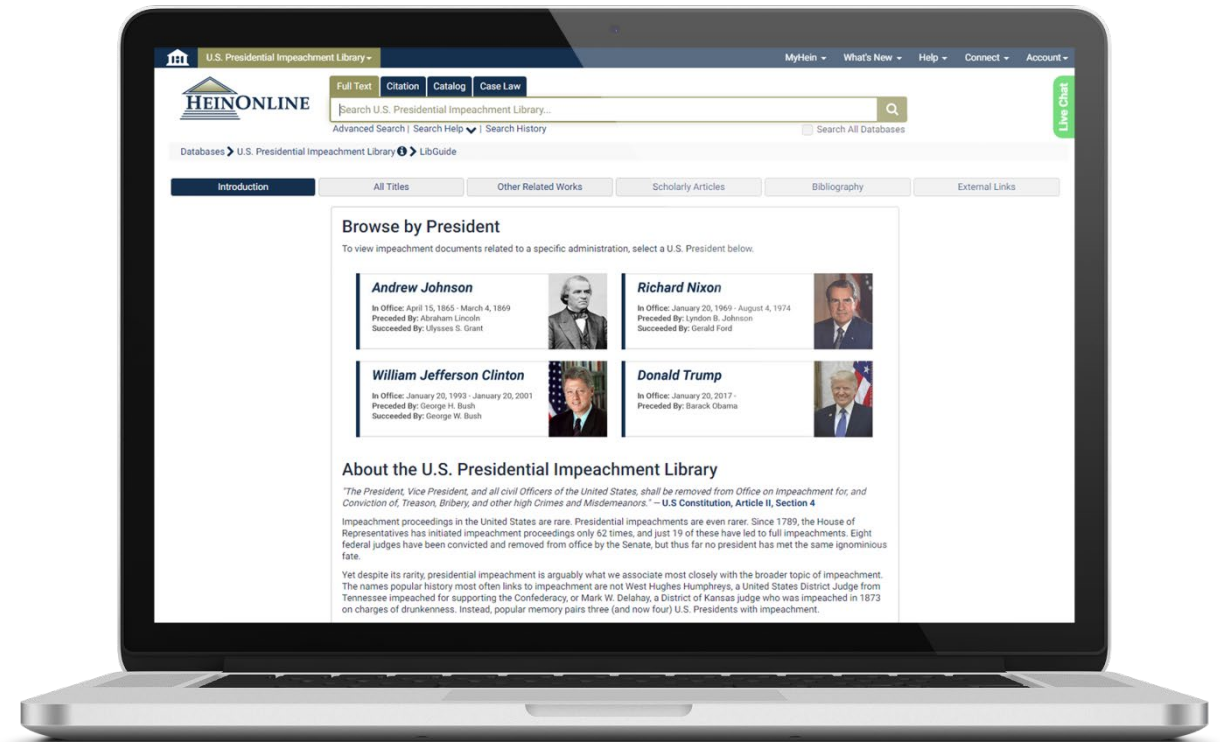 U.S. Presidential Impeachment Library
MyHein
What's New
Help
Connect
Account
HEINONLINE
Full Text
Citation
Catalog
Case Law
Search U.S. Presidential Impeachment Library...
Advanced Search | Search Help | Search History
Search All Databases
Live Chat
Databases U.S. Presidential Impeachment Library LibGuide
Introduction
All Titles
Other Related Works
Scholarly Articles
Bibliography
External Links
Browse by President
To view impeachment documents related to a specific administration, select a U.S. President below.
Andrew Johnson
In Office: April 15, 1865 - March 4, 1869
Preceded By: Abraham Lincoln
Succeeded By: Ulysses S. Grant
Richard Nixon
In Office: January 20, 1969 - August 4, 1974
Preceded By: Lyndon B. Johnson
Succeeded By: Gerald Ford
William Jefferson Clinton
In Office: January 20, 1993 - January 20, 2001
Preceded By: George H. Bush
Succeeded By: George W. Bush
Donald Trump
In Office: January 20, 2017 -
Preceded By: Barack Obama
About the U.S. Presidential Impeachment Library
"The President, Vice President, and all civil Officers of the United States, shall be removed from Office on Impeachment for, and
Conviction of, Treason, Bribery, and other high Crimes and Misdemeanors." — U.S Constitution, Article II, Section 4
Impeachment proceedings in the United States are rare. Presidential impeachments are even rarer. Since 1789, the House of
Representatives has initiated impeachment proceedings only 62 times, and just 19 of these have led to full impeachments. Eight
federal judges have been convicted and removed from office by the Senate, but thus far no president has met the same ignominious
fate.
Yet despite its rarity, presidential impeachment is arguably what we associate most closely with the broader topic of impeachment.
The names popular history most often links to impeachment are not West Hughes Humphreys, a United States District Judge from
Tennessee impeached for supporting the Confederacy, or Mark W. Delahay, a District of Kansas judge who was impeached in 1873
on charges of drunkenness. Instead, popular memory pairs three (and now four) U.S. Presidents with impeachment.